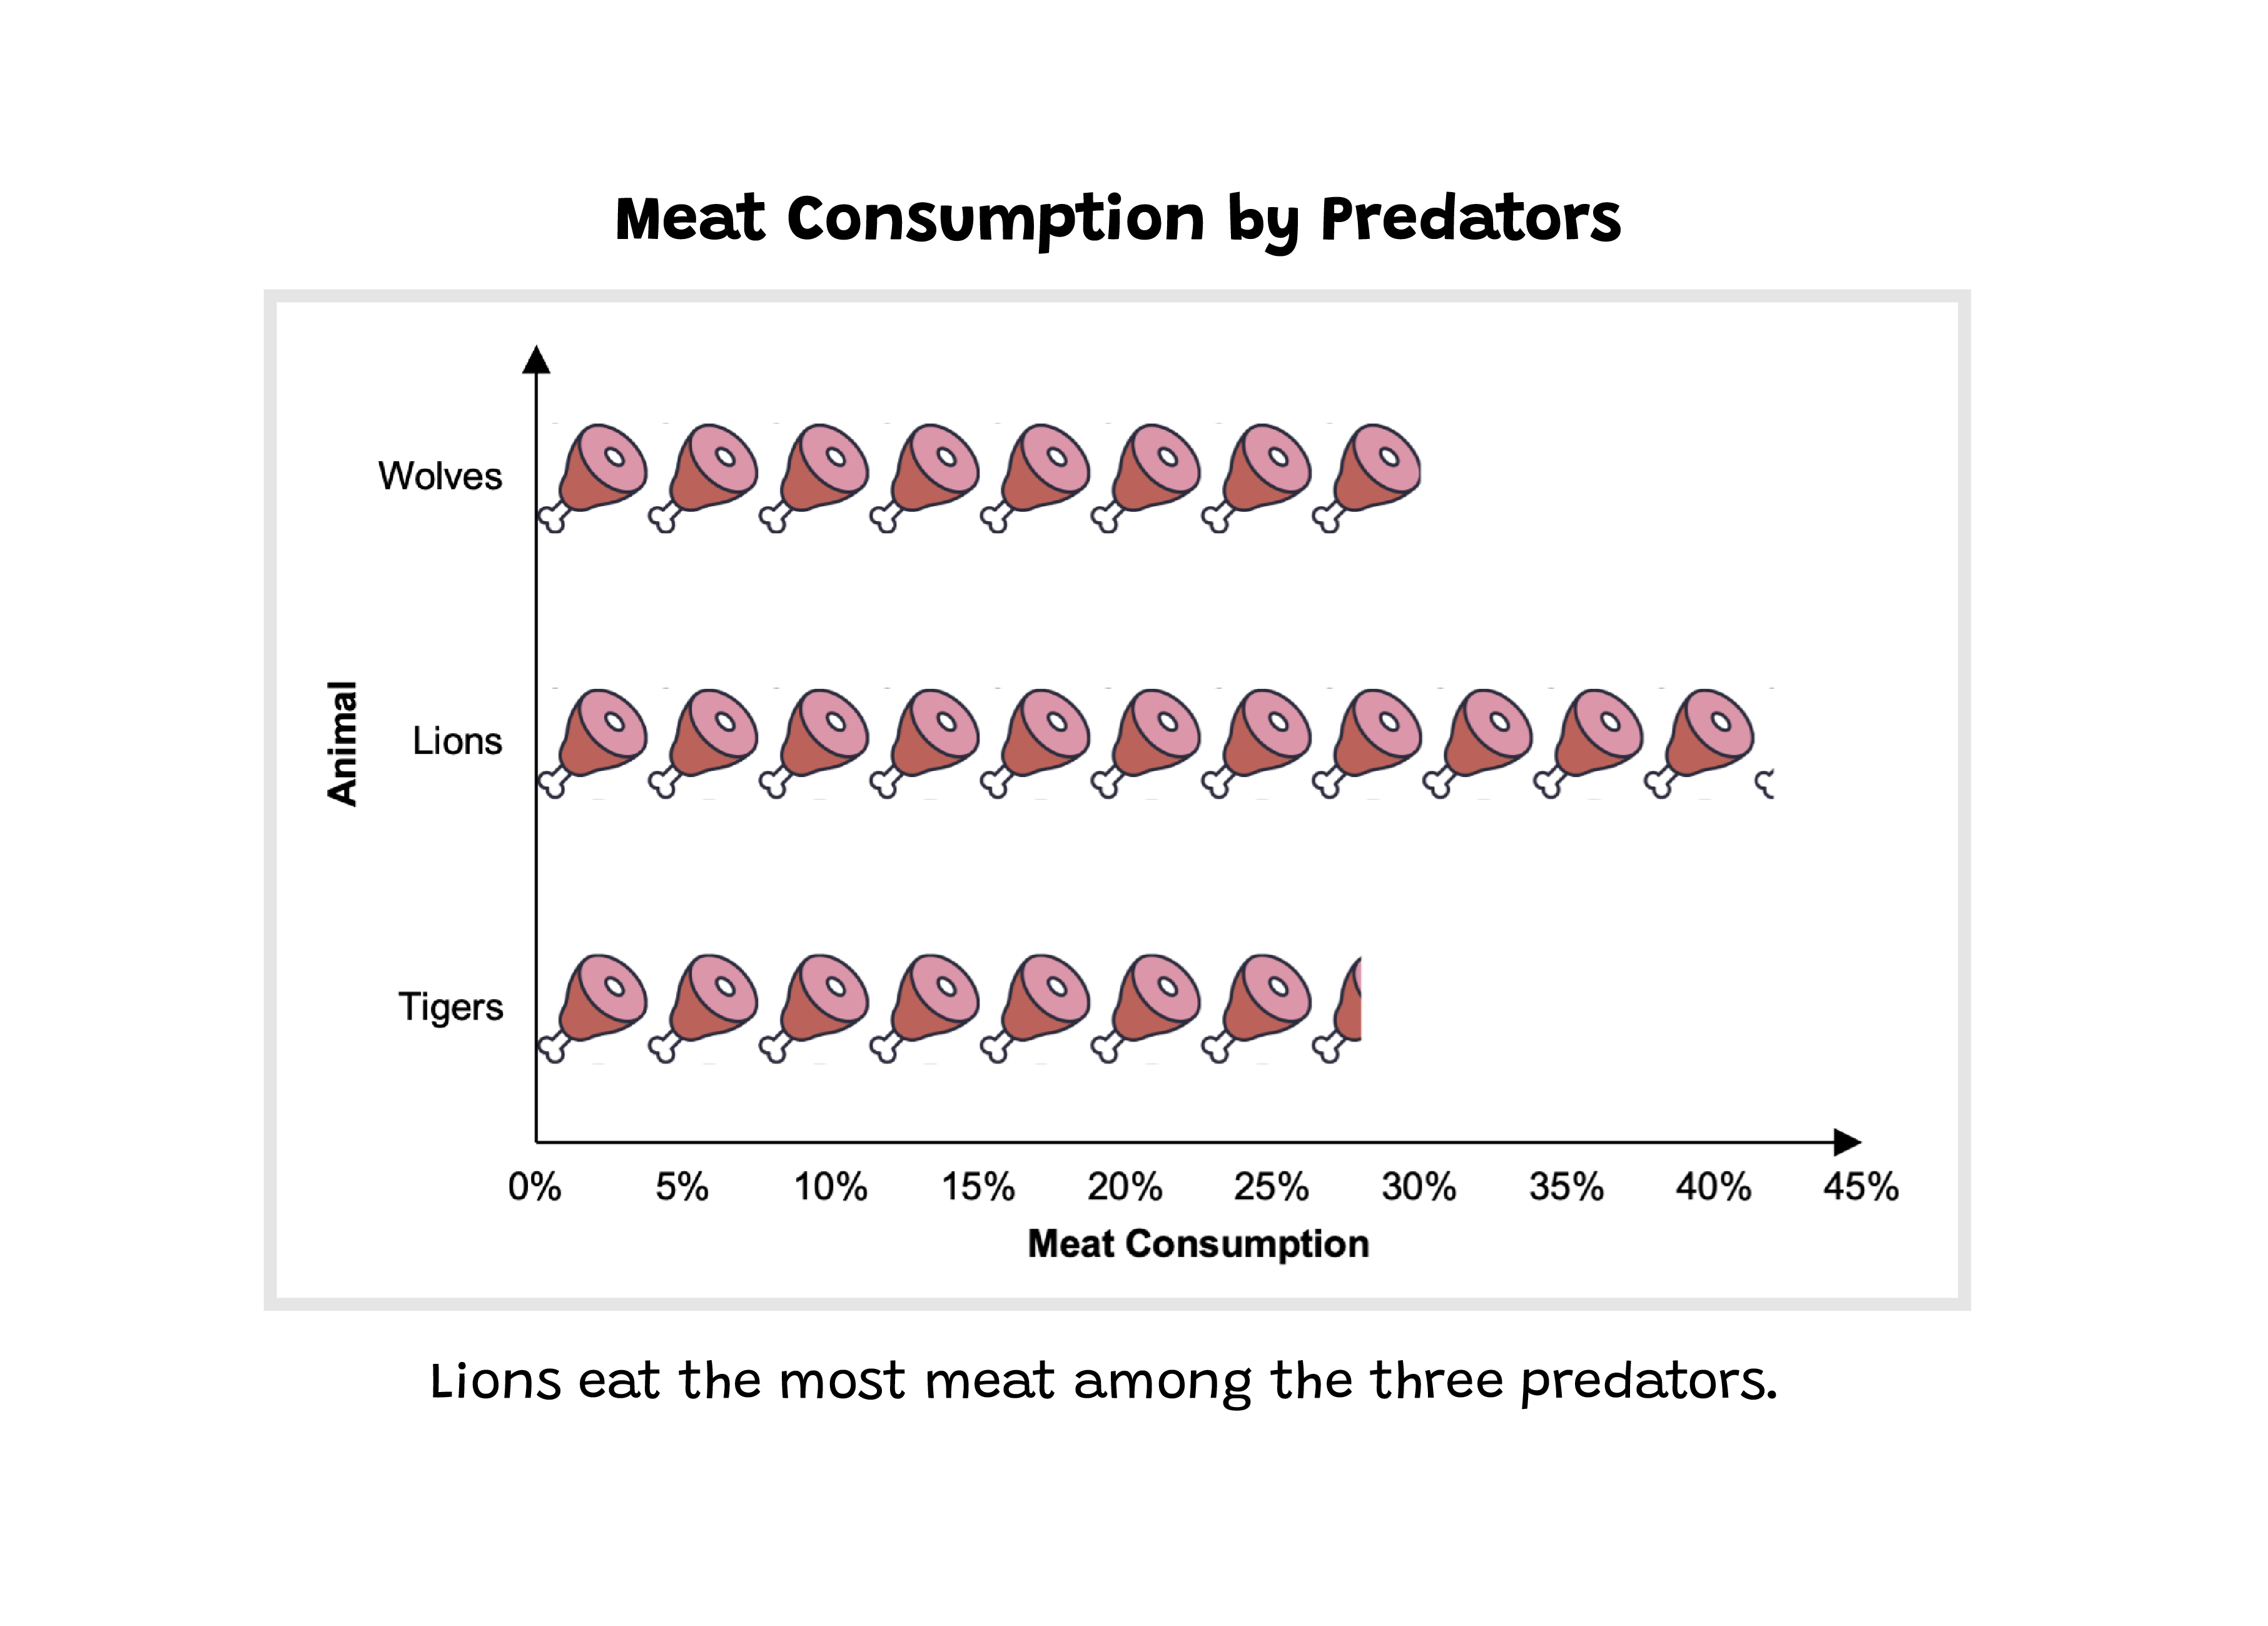 Meat Consumption by Predators
Wolves
Lions
Tigers
Animal
0% 5% 10% 15% 20% 25% 30% 35% 40% 45%
Meat Consumption
Lions eat the most meat among the three predators.